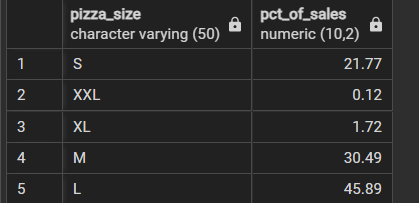 pizza_size pct_of_sales
character varying (50) numeric (10,2)
1 S 21.77
2 XXL 0.12
3 XL 1.72
4 M 30.49
5 L 45.89